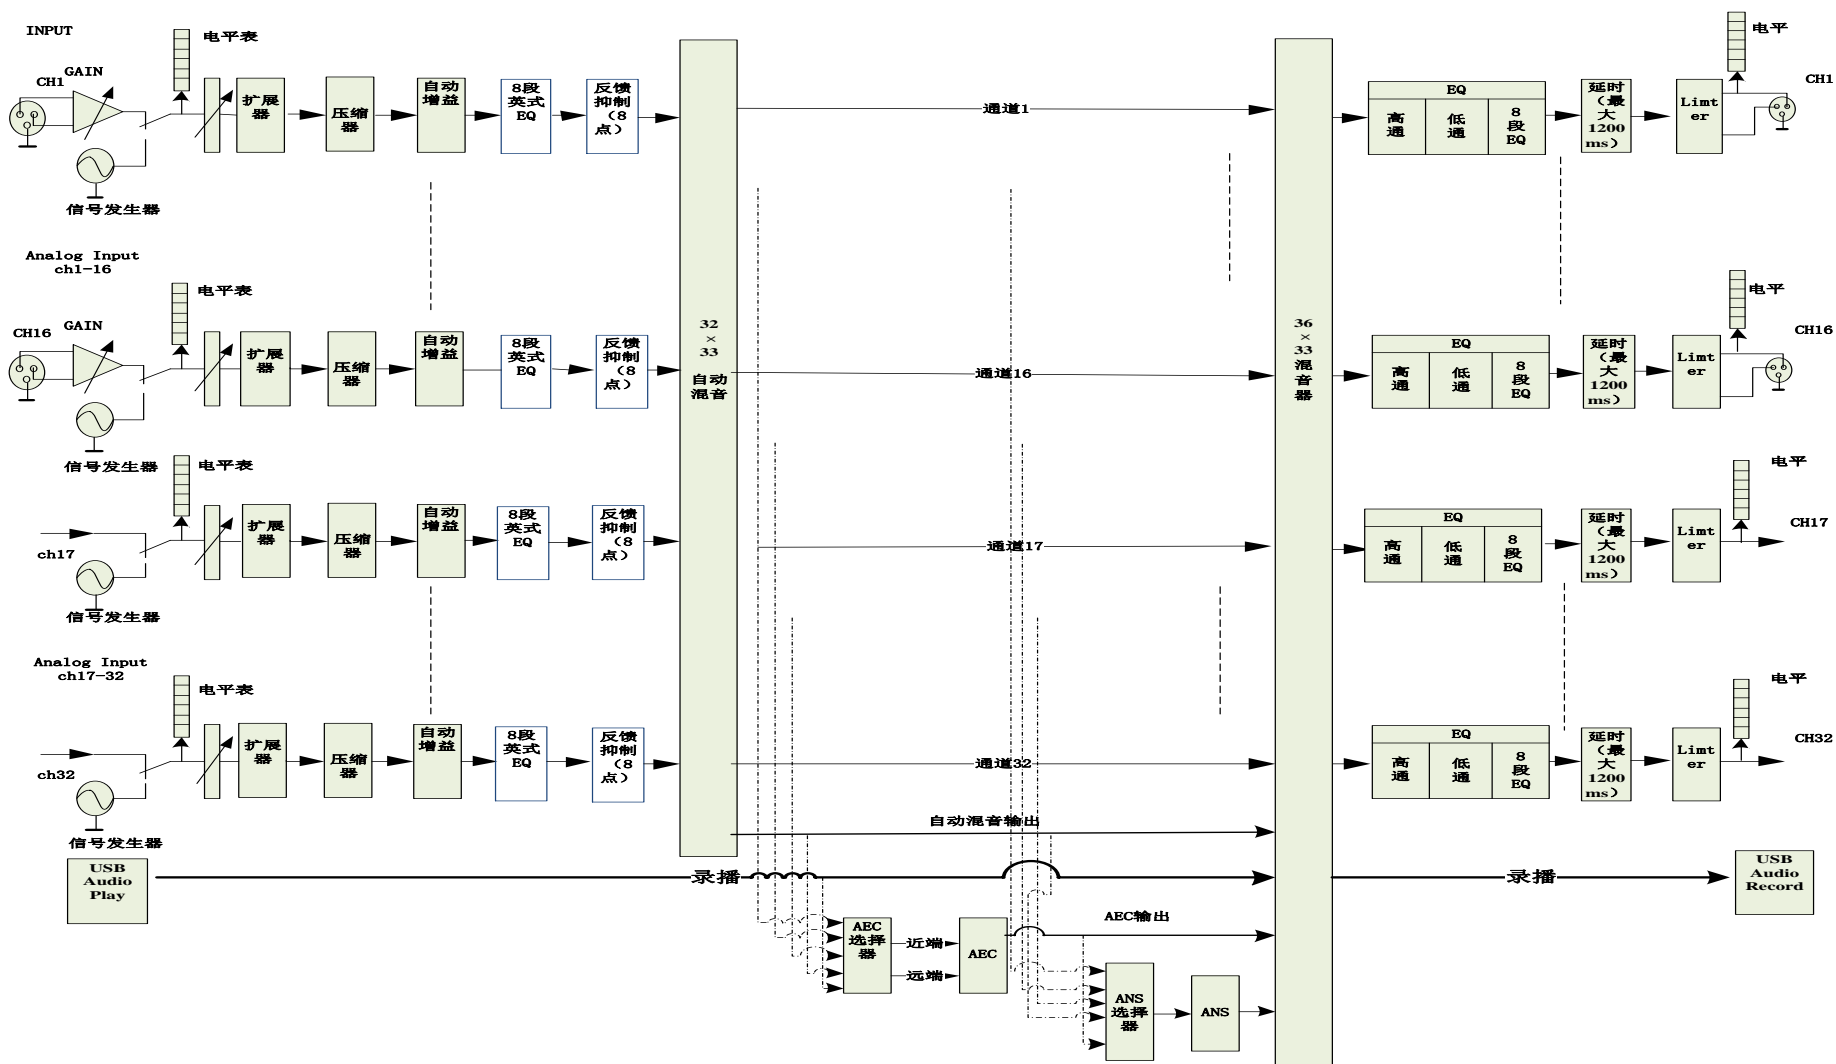 INPUT
电平表
GAIN
CH1
信号发生器
扩展
器
压缩
器
自动
增益
8段
英式
EQ
反馈
抑制
（8
点）
通道1
EQ
高
通
低
通
8
段
EQ
延时
（最
大
1200
ms）
Limt
er
电平
CH1
Analog Input
ch1-16
电平表
GAIN
CH16
信号发生器
扩展
器
压缩
器
自动
增益
8段
英式
EQ
反馈
抑制
（8
点）
32
×
33
自动
混音
通道16
36
×
33混
音
器
EQ
高
通
低
通
8
段
EQ
延时
（最
大
1200
ms）
Limt
er
电平
CH16
电平表
ch17
信号发生器
扩展
器
压缩
器
自动
增益
8段
英式
EQ
反馈
抑制
（8
点）
通道17
EQ
高
通
低
通
8
段
EQ
延时
（最
大
1200
ms）
Limt
er
电平
CH17
Analog Input
ch17-32
电平表
ch32
信号发生器
扩展
器
压缩
器
自动
增益
8段
英式
EQ
反馈
抑制
（8
点）
通道32
EQ
高
通
低
通
8
段
EQ
延时
（最
大
1200
ms）
Limt
er
电平
CH32
自动混音输出
USB
Audio
Play
录播
录播
USB
Audio
Record
AEC
选择
器
近端
远端
AEC
AEC输出
ANS
选择
器
ANS